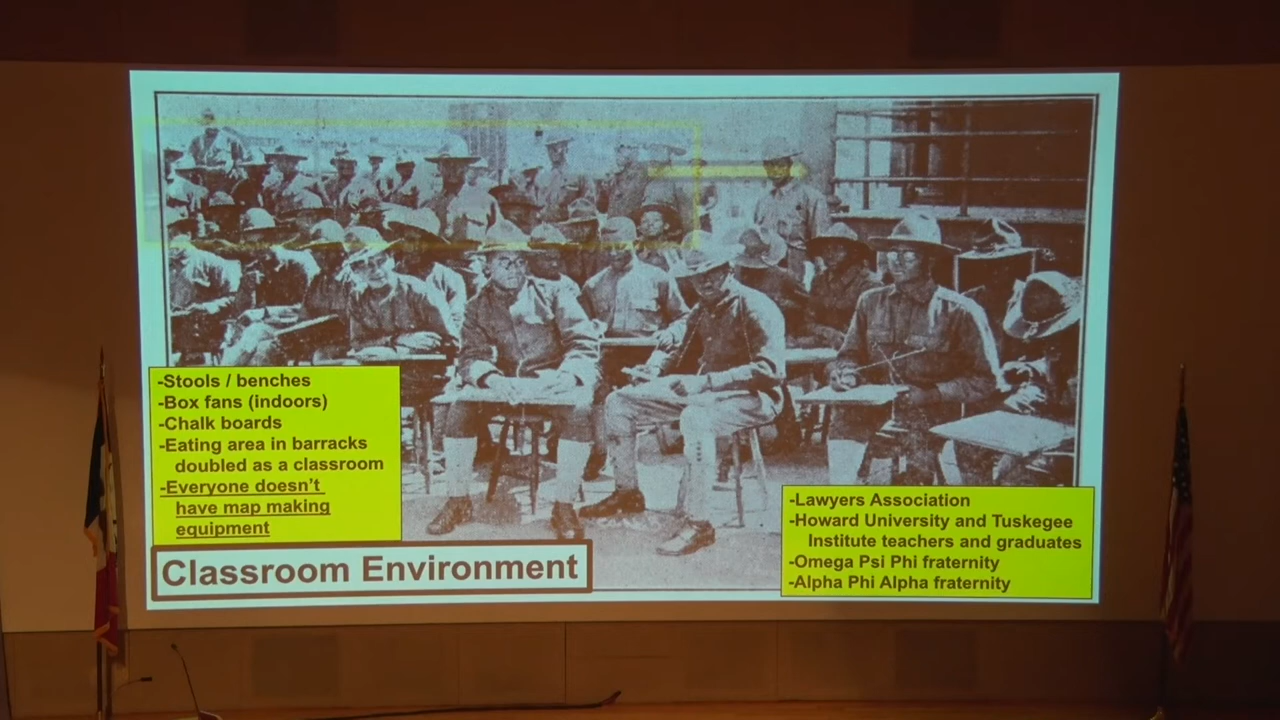 -Stools / benches
-Box fans (indoors)
-Chalk boards
-Eating area in barracks
doubled as a classroom
-Everyone doesn't
have map making
equipment
Classroom Environment
-Lawyers Association
-Howard University and Tuskegee
Institute teachers and graduates
-Omega Psi Phi fraternity
-Alpha Phi Alpha fraternity